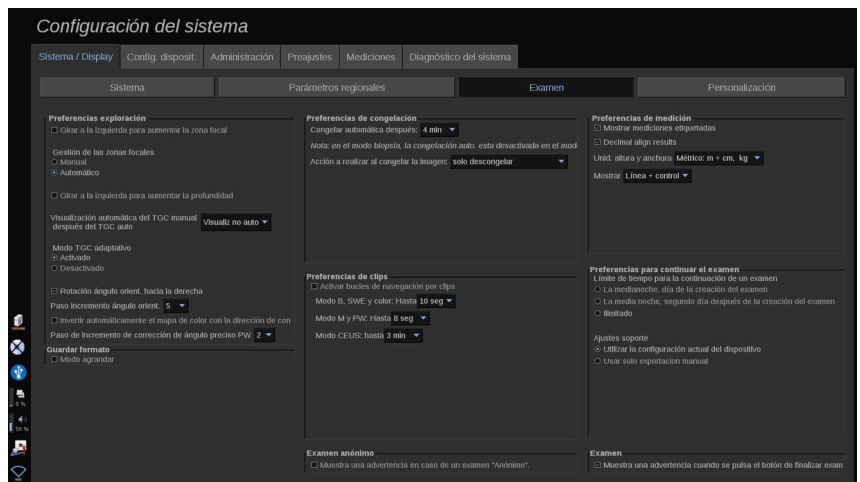 Configuración del sistema
Sistema / Display
Config. disposit.
Administración
Preajustes
Mediciones
Diagnóstico del sistema
Sistema
Parámetros regionales
Examen
Personalización
Preferencias exploración
Girar a la izquierda para aumentar la zona focal
Gestión de las zonas focales
Manual
Automático
Girar a la izquierda para aumentar la profundidad
Visualización automática del TGC manual
después del TGC auto
Visualiz no auto
Modo TGC adaptativo
Activado
Desactivado
Rotación ángulo orient. hacia la derecha
Paso incremento ángulo orient. 5
Invertir automáticamente el mapa de color con la dirección de con
Paso de incremento de corrección de ángulo preciso PW 2
Guardar formato
Modo agrandar
Preferencias de congelación
Congelar automática después: 4 min
Nota: en el modo biopsia, la congelación auto. esta desactivada en el mod
Acción a realizar al congelar la Imagen: solo descongelar
Preferencias de clips
Activar bucles de navegación por clips
Modo B, SWE y color: Hasta 10 seg
Modo M y PW: Hasta 8 seg
Modo CEUS: hasta 3 min
Examen anónimo
Muestra una advertencia en caso de un examen "Anónimo".
Preferencias de medición
Mostrar mediciones etiquetadas
Decimal align results
Unid. altura y anchura Métrico: m + cm, kg
Mostrar Línea + control
Preferencias para continuar el examen
Límite de tiempo para la continuación de un examen
La medianoche, día de la creación del examen
La media noche, segundo día después de la creación del examen
Ilimitado
Ajustes soporte
Utilizar la configuración actual del dispositivo
Usar solo exportacion manual
Examen
Muestra una advertencia cuando se pulsa el botón de finalizar exam
50 %